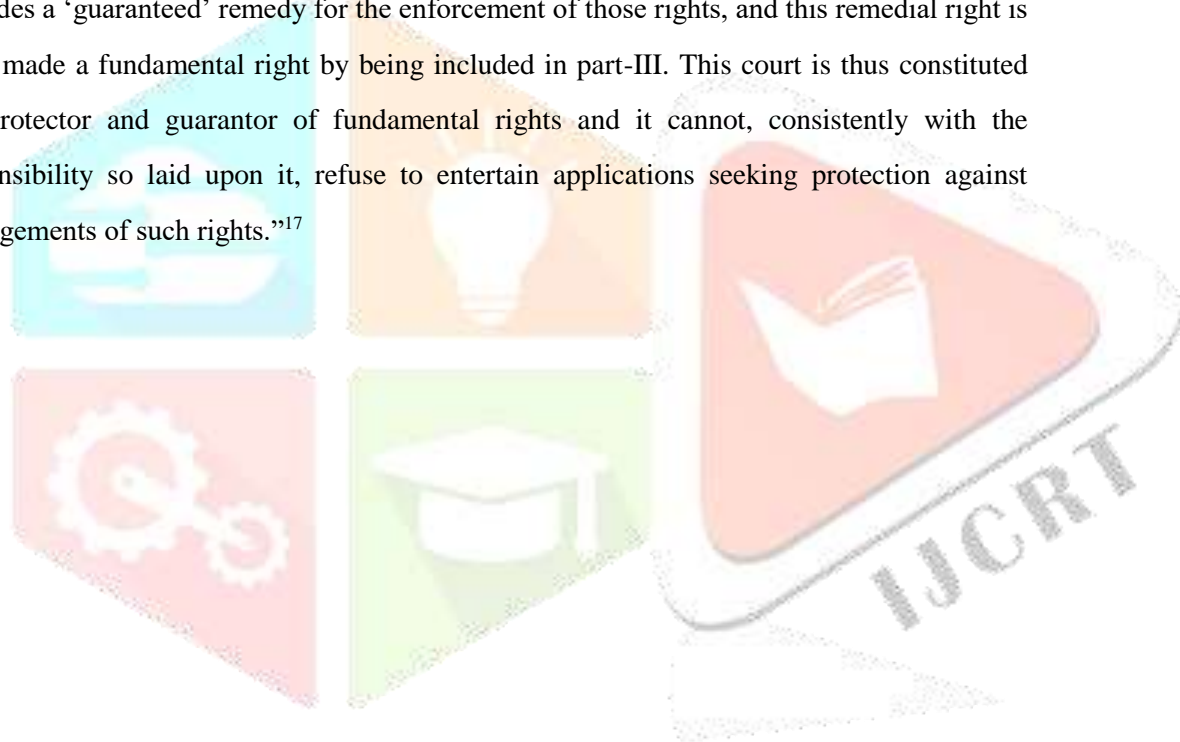 des a ‘guaranteed’ remedy for the enforcement of those rights, and this remedial right is
made a fundamental right by being included in part-III. This court is thus constituted
rotector and guarantor of fundamental rights and it cannot, consistently with the
nsibility so laid upon it, refuse to entertain applications seeking protection against
gements of such rights.”17
IJCRT